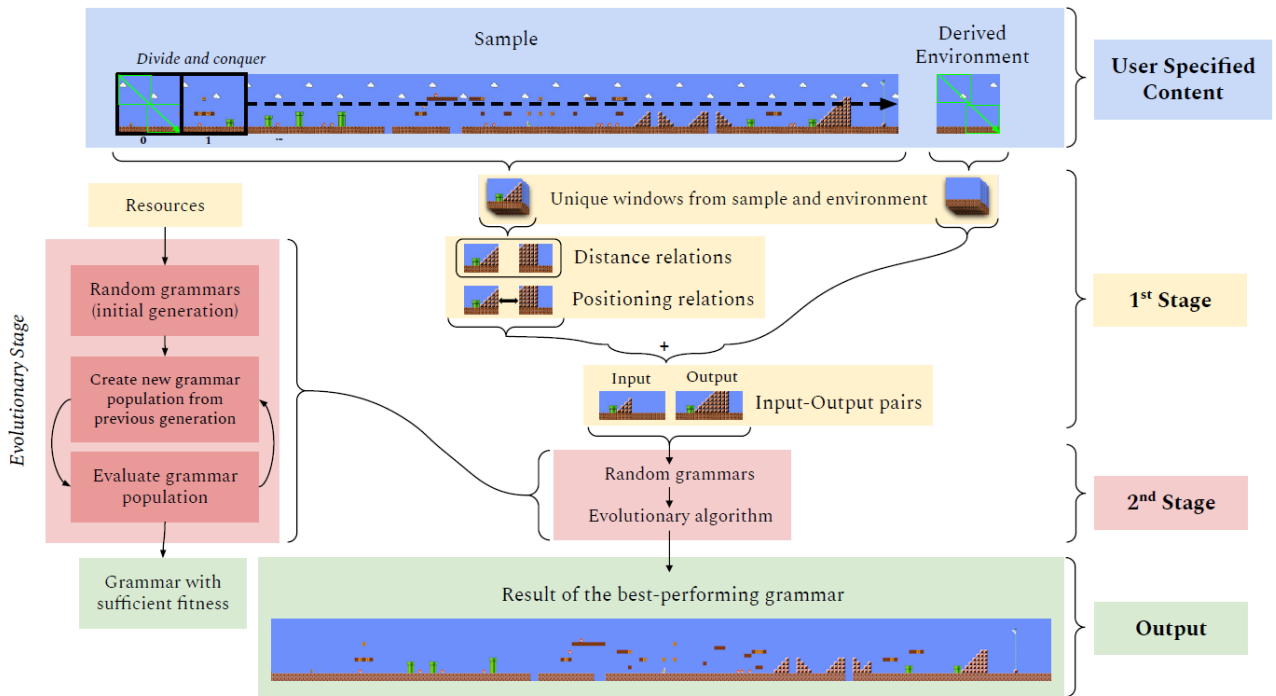 Sample
Derived
Environment
Divide and conquer
0
1
...
User Specified
Content
Resources
Unique windows from sample and environment
Distance relations
Positioning relations
+
Input
Output
Input-Output pairs
1st Stage
Evolutionary Stage
Random grammars
(initial generation)
Create new grammar
population from
previous generation
Evaluate grammar
population
Random grammars
Evolutionary algorithm
2nd Stage
Grammar with
sufficient fitness
Result of the best-performing grammar
Output